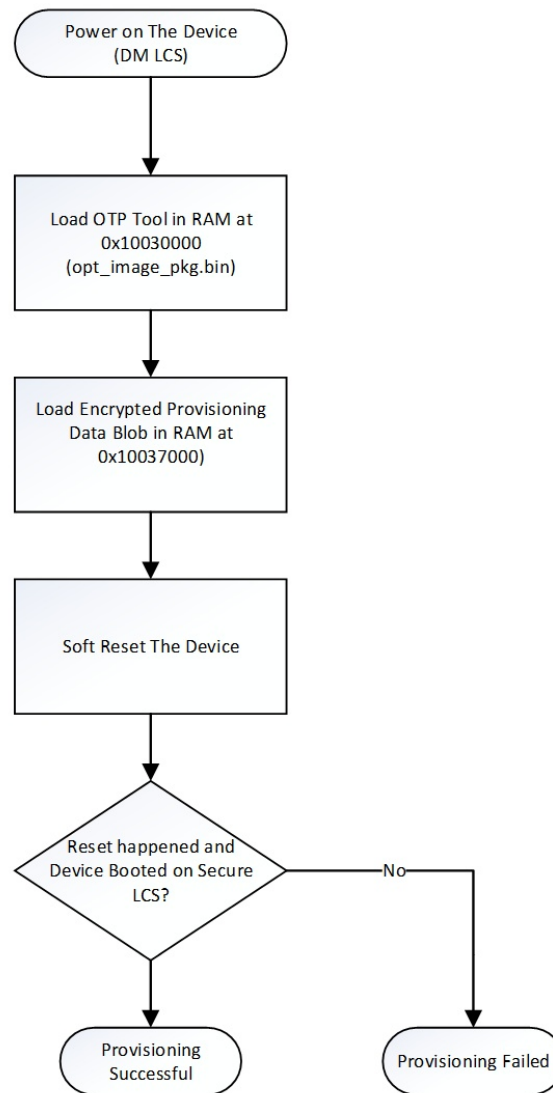 Power on The Device
(DM LCS)
Load OTP Tool in RAM at
0x10030000
(opt_image_pkg.bin)
Load Encrypted Provisioning
Data Blob in RAM at
0x10037000)
Soft Reset The Device
Reset happened and
Device Booted on Secure
LCS?
No
Provisioning
Successful
Provisioning Failed